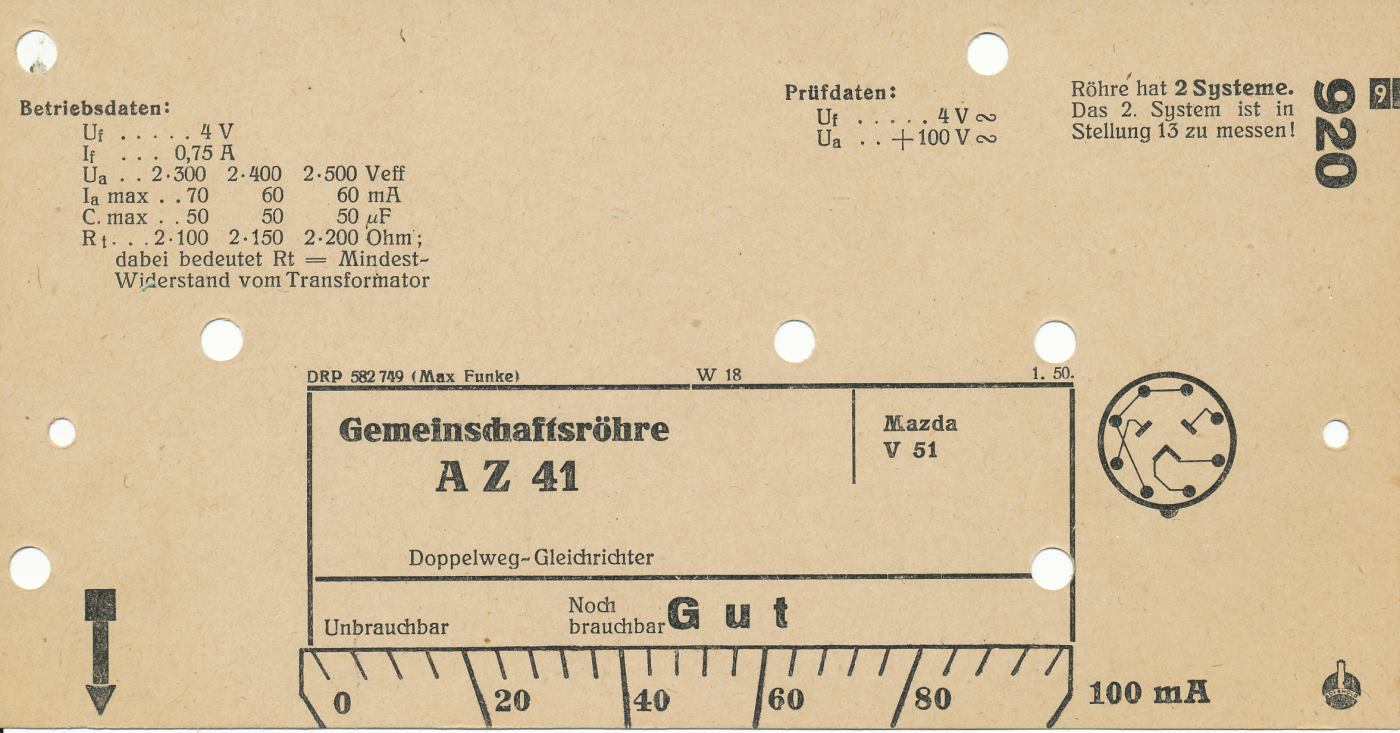 Betriebsdaten:
Uf ..... 4 V
If ... 0,75 A
Ua .. 2·300 2·400 2·500 Veff
Ia max .. 70 60 60 mA
C. max .. 50 50 50 µF
Rt... 2·100 2·150 2·200 Ohm;
dabei bedeutet Rt = Mindest-
Widerstand vom Transformator
Prüfdaten:
Uf ..... 4 V ∾
Ua .. +100 V ∾
Röhre hat 2 Systeme.
Das 2. System ist in
Stellung 13 zu messen!
920
9
DRP 582749 (Max Funke) W 18 1. 50.
Gemeinschaftsröhre
AZ 41
Mazda
V 51
Doppelweg-Gleichrichter
Unbrauchbar
Noch
brauchbar
Gut
0 20 40 60 80 100 mA